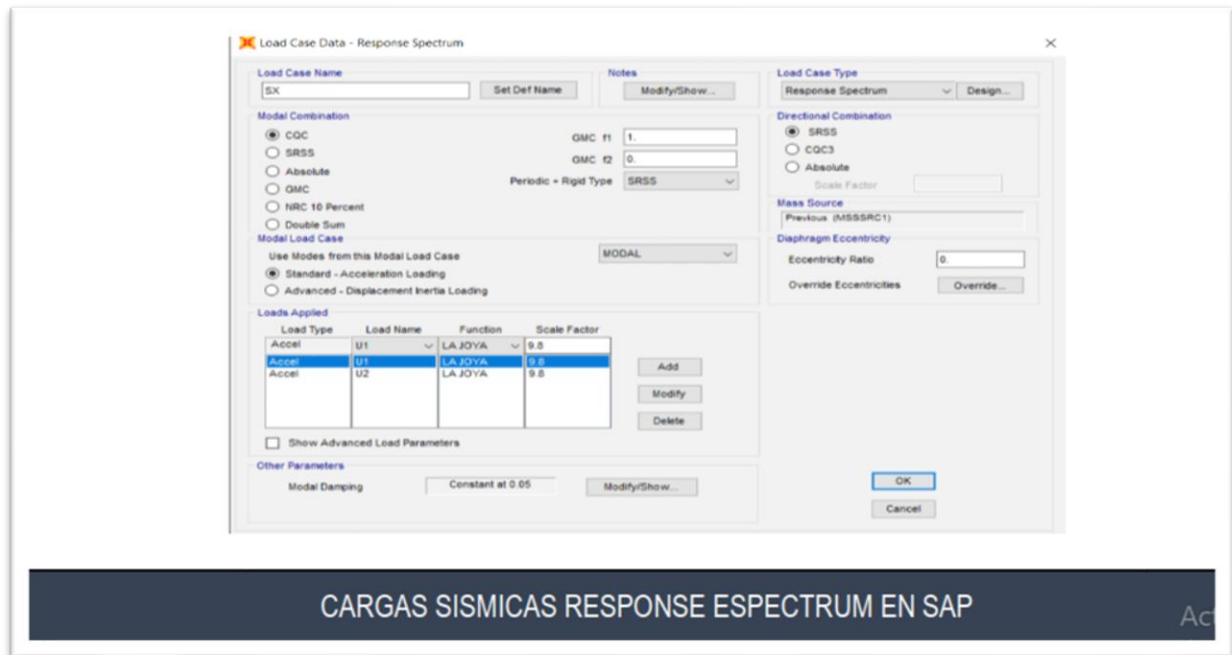 Load Case Data - Response Spectrum
Load Case Name
SX
Set Def Name
Notes
Modify/Show...
Load Case Type
Response Spectrum
Design...
Modal Combination
CQC
SRSS
Absolute
GMC
NRC 10 Percent
Double Sum
GMC f1 1.
GMC f2 0.
Periodic + Rigid Type SRSS
Directional Combination
SRSS
CQC3
Absolute
Scale Factor
Mass Source
Previous (MSSSRC1)
Modal Load Case
Use Modes from this Modal Load Case MODAL
Standard - Acceleration Loading
Advanced - Displacement Inertia Loading
Diaphragm Eccentricity
Eccentricity Ratio 0.
Override Eccentricities Override...
Loads Applied
Load Type Load Name Function Scale Factor
Accel U1 LA JOYA 9.8
Accel U1 LA JOYA 9.8
Accel U2 LA JOYA 9.8
Add
Modify
Delete
Show Advanced Load Parameters
Other Parameters
Modal Damping Constant at 0.05 Modify/Show...
OK
Cancel
CARGAS SISMICAS RESPONSE ESPECTRUM EN SAP
Act